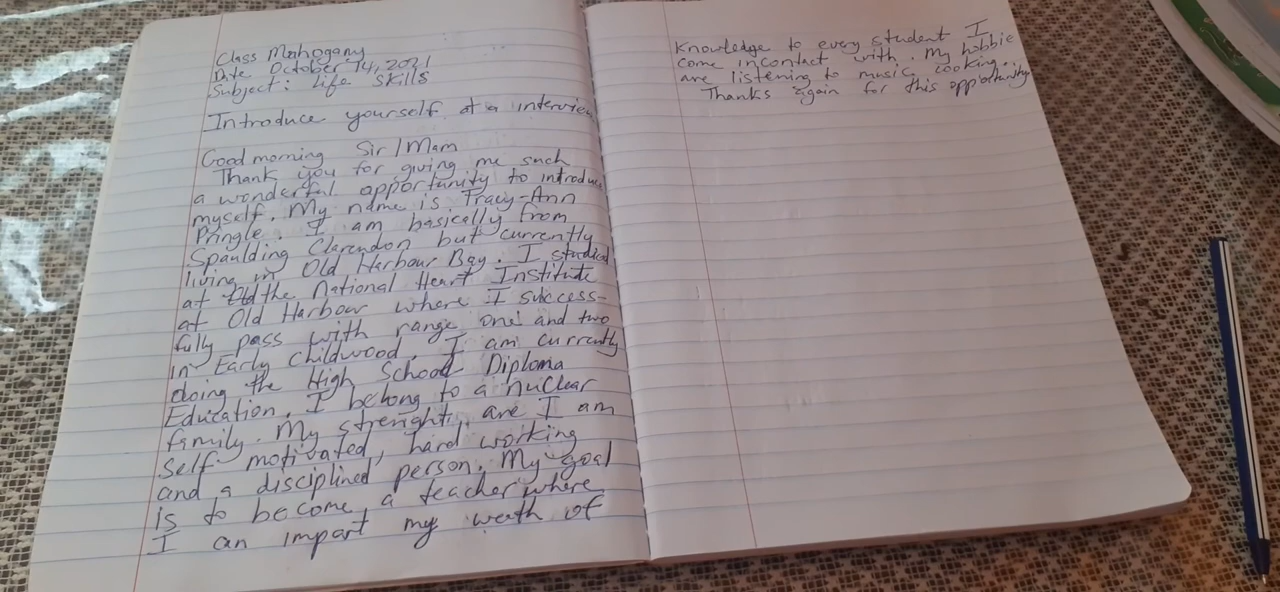 Class Mahogany
Date October 14, 2021
Subject: life skills
Introduce yourself at a interview
Good morning Sir / Mam
Thank you for giving me such
a wonderful opportunity to introduce
myself. My name is Tracy-Ann
Pringle. I am basically from
Spaulding Clarendon but currently
living in Old Harbour Bay. I studied
at the National Heart Institute
at Old Harbour where I success-
fully pass with range one and two
in Early childwood. I am currently
doing the High School Diploma
Education. I belong to a nuclear
family. My strenight are I am
self motivated, hard working
and a disciplined person. My goal
is to become a teacher where
I can impart my weath of
Knowledge to every student I
come incontact with. My hobbie
are listening to music, cooking.
Thanks again for this opportunity